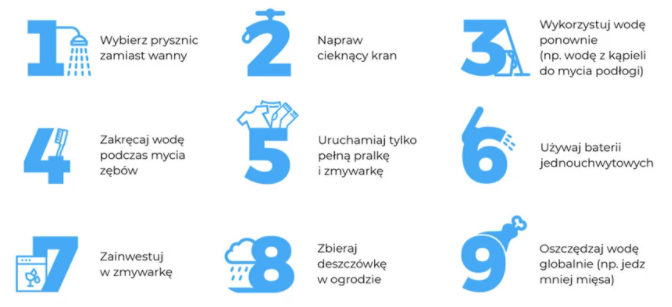 1
Wybierz prysznic
zamiast wanny
2
Napraw
cieknący kran
3
Wykorzystuj wodę
ponownie
(np. wodę z kąpieli
do mycia podłogi)
4
Zakręcaj wodę
podczas mycia
zębów
5
Uruchamiaj tylko
pełną pralkę
i zmywarkę
6
Używaj baterii
jednouchwytowych
7
Zainwestuj
w zmywarkę
8
Zbieraj
deszczówkę
w ogrodzie
9
Oszczędzaj wodę
globalnie (np. jedz
mniej mięsa)